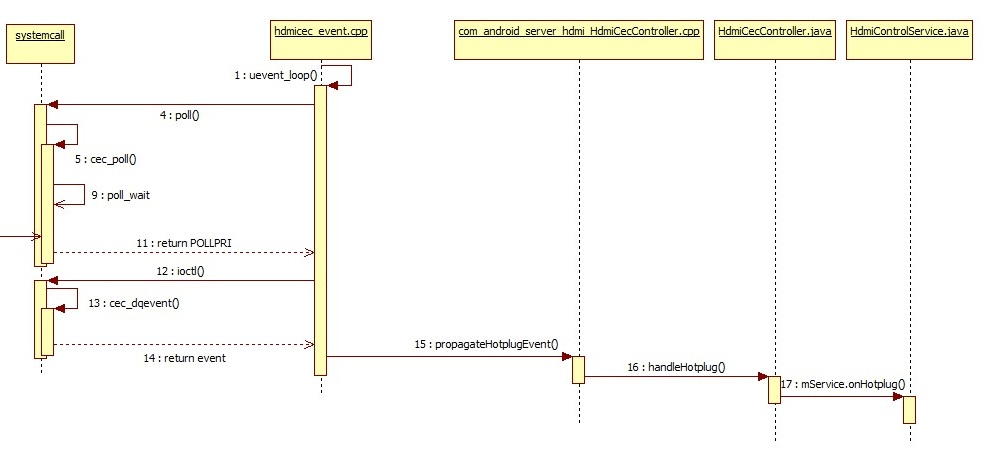 systemcall
hdmicec_event.cpp
com_android_server_hdmi_HdmiCecController.cpp
HdmiCecController.java
HdmiControlService.java
1 : uevent_loop()
4 : poll()
5 : cec_poll()
9 : poll_wait
11 : return POLLPRI
12 : ioctl()
13 : cec_dqevent()
14 : return event
15 : propagateHotplugEvent()
16 : handleHotplug()
17 : mService.onHotplug()